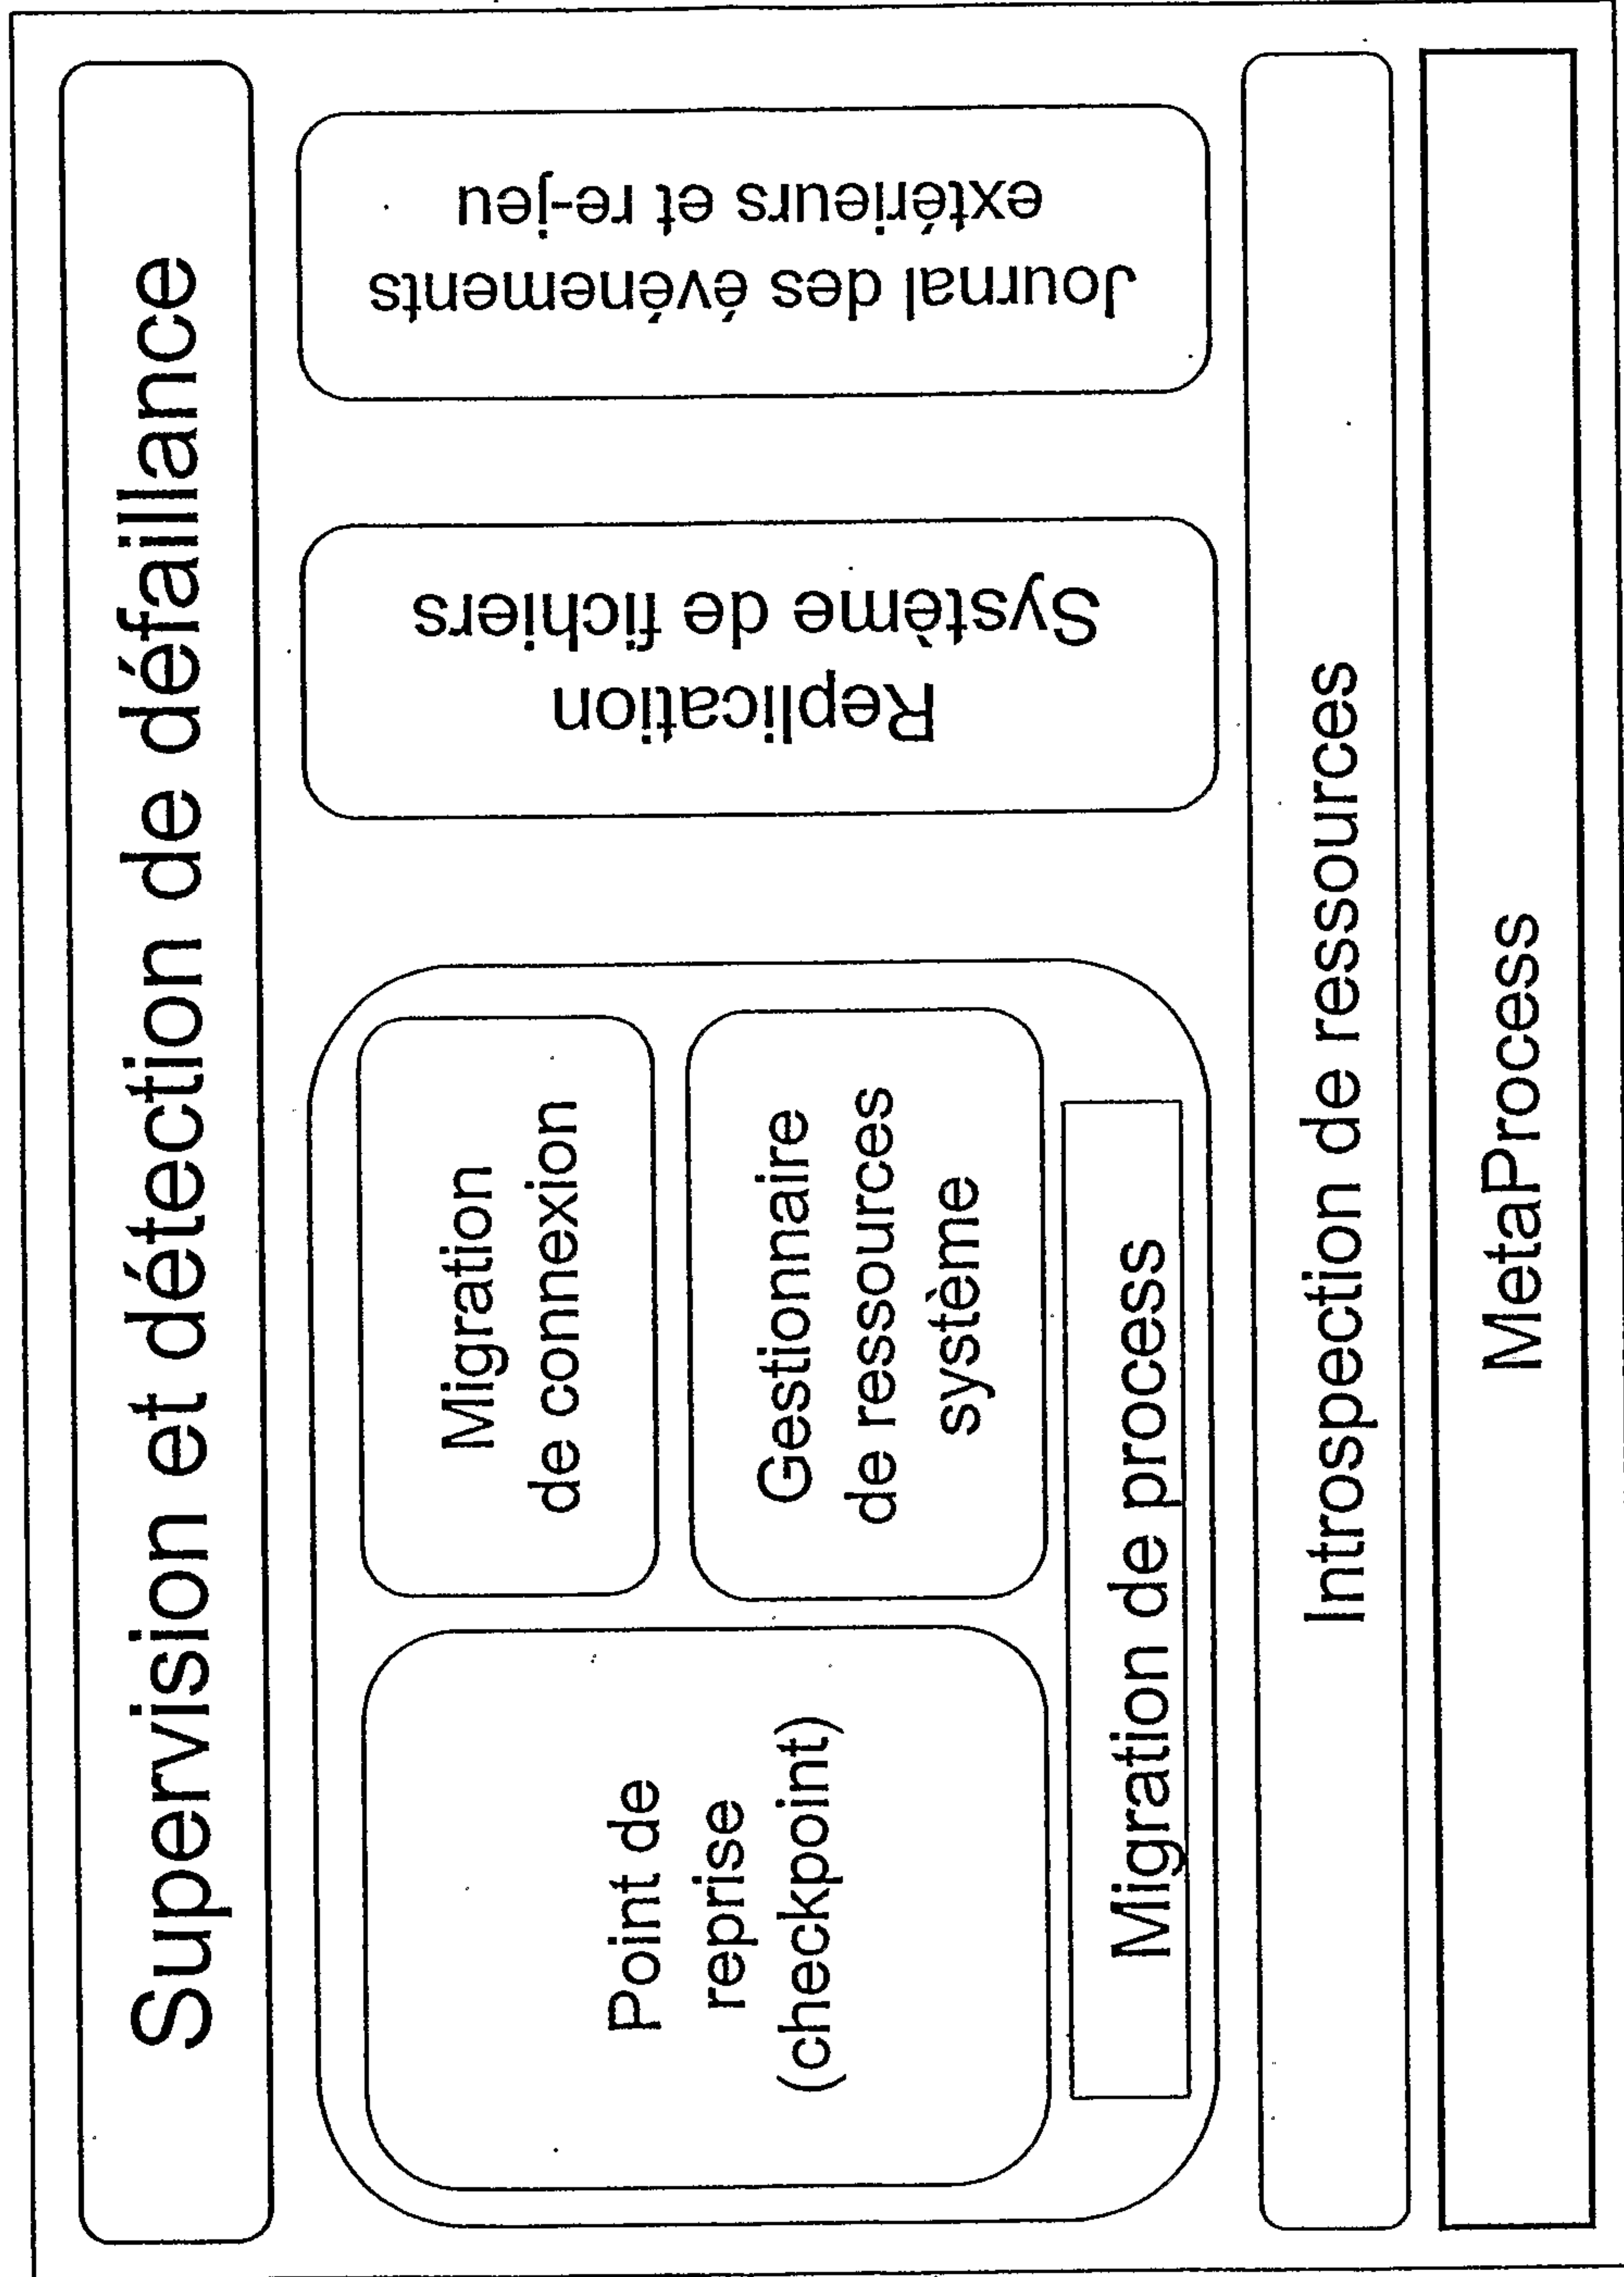 Supervision et détection de défaillance
Point de
reprise
(checkpoint)
Migration
de connexion
Gestionnaire
de ressources
système
Migration de process
Replication
Système de fichiers
Journal des événements
extérieurs et re-jeu
Introspection de ressources
MetaProcess